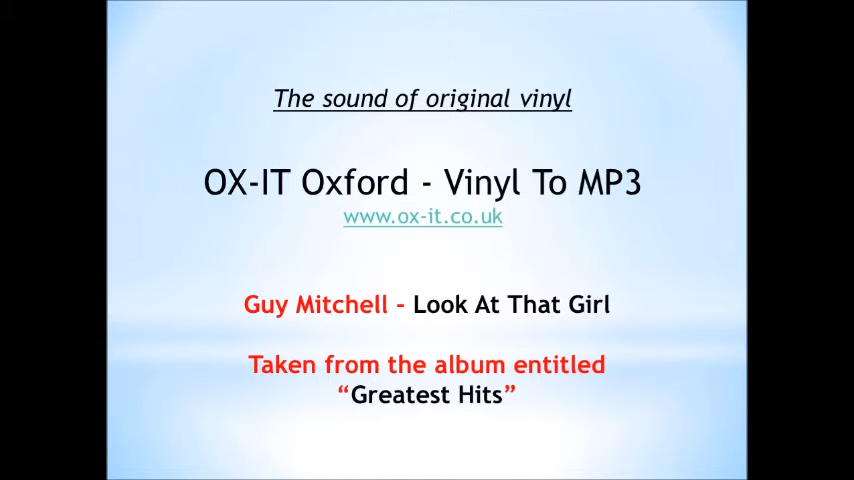 The sound of original vinyl
OX-IT Oxford - Vinyl To MP3
www.ox-it.co.uk
Guy Mitchell - Look At That Girl
Taken from the album entitled
“Greatest Hits”